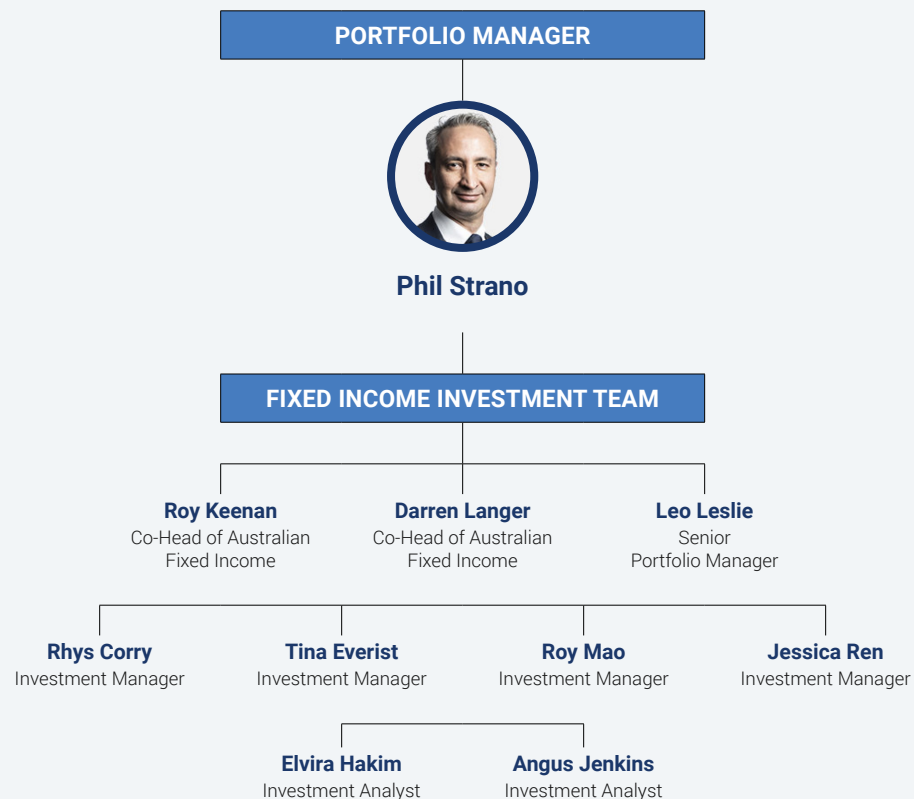 PORTFOLIO MANAGER
Phil Strano
FIXED INCOME INVESTMENT TEAM
Roy Keenan
Co-Head of Australian
Fixed Income
Darren Langer
Co-Head of Australian
Fixed Income
Leo Leslie
Senior
Portfolio Manager
Rhys Corry
Investment Manager
Tina Everist
Investment Manager
Roy Mao
Investment Manager
Jessica Ren
Investment Manager
Elvira Hakim
Investment Analyst
Angus Jenkins
Investment Analyst